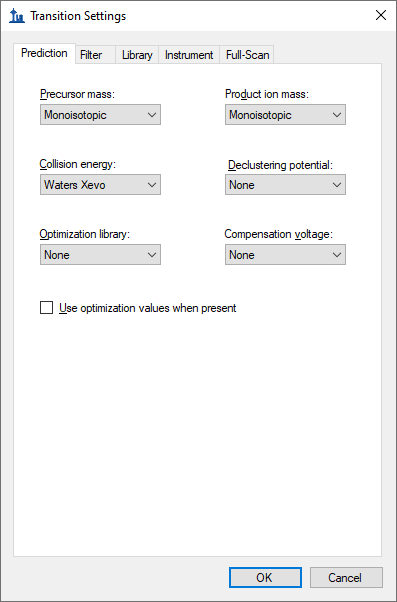 Transition Settings
Prediction Filter Library Instrument Full-Scan
Precursor mass: Product ion mass:
Monoisotopic Monoisotopic
Collision energy: Declustering potential:
Waters Xevo None
Optimization library: Compensation voltage:
None None
Use optimization values when present
OK Cancel